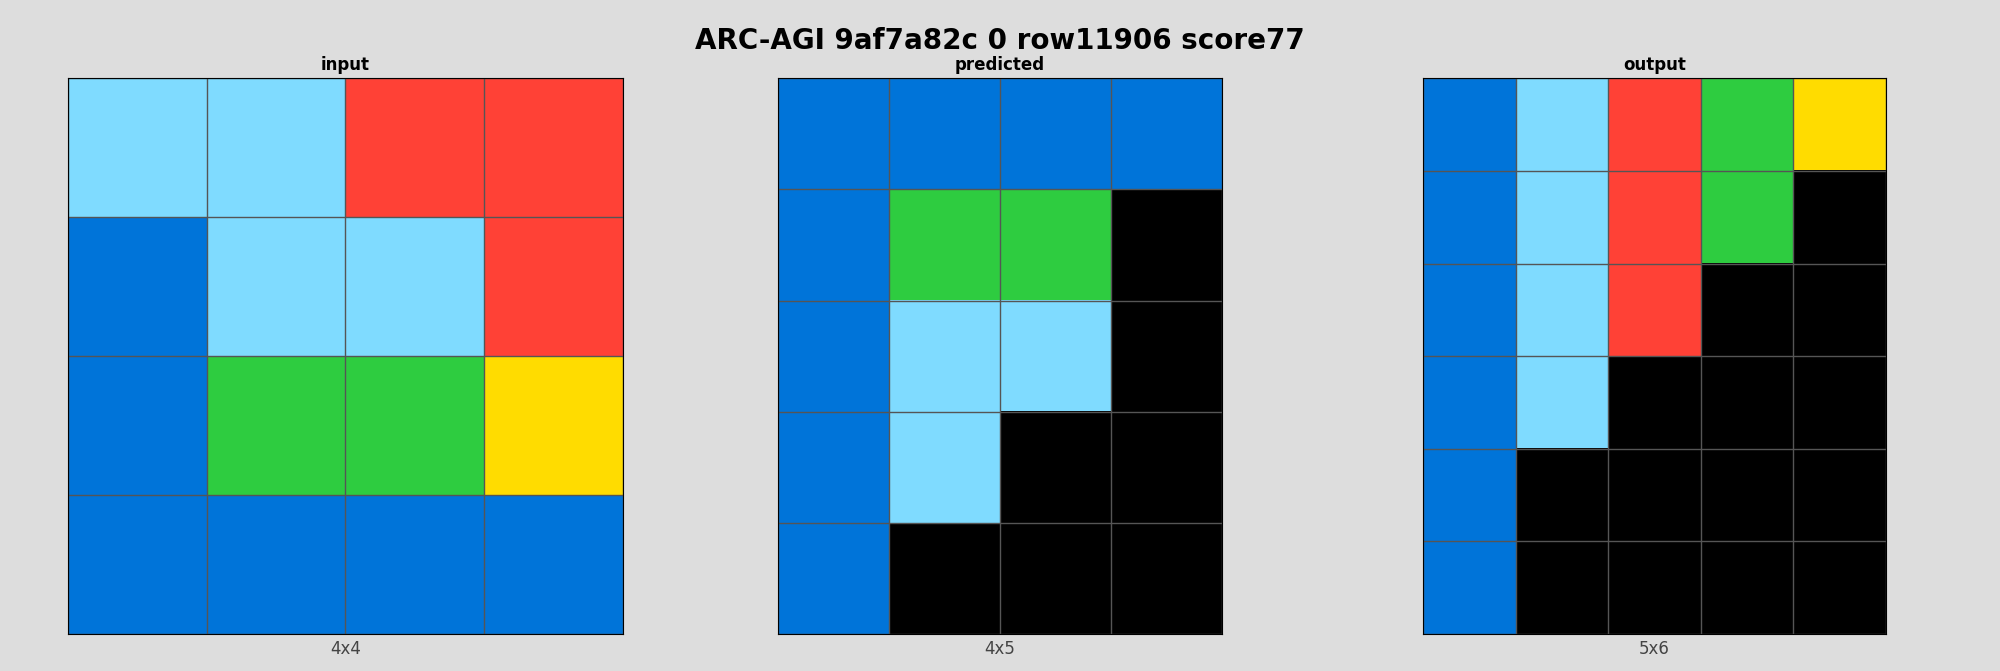 ARC-AGI 9af7a82c 0 row11906 score77
input
predicted
output
4x4
4x5
5x6